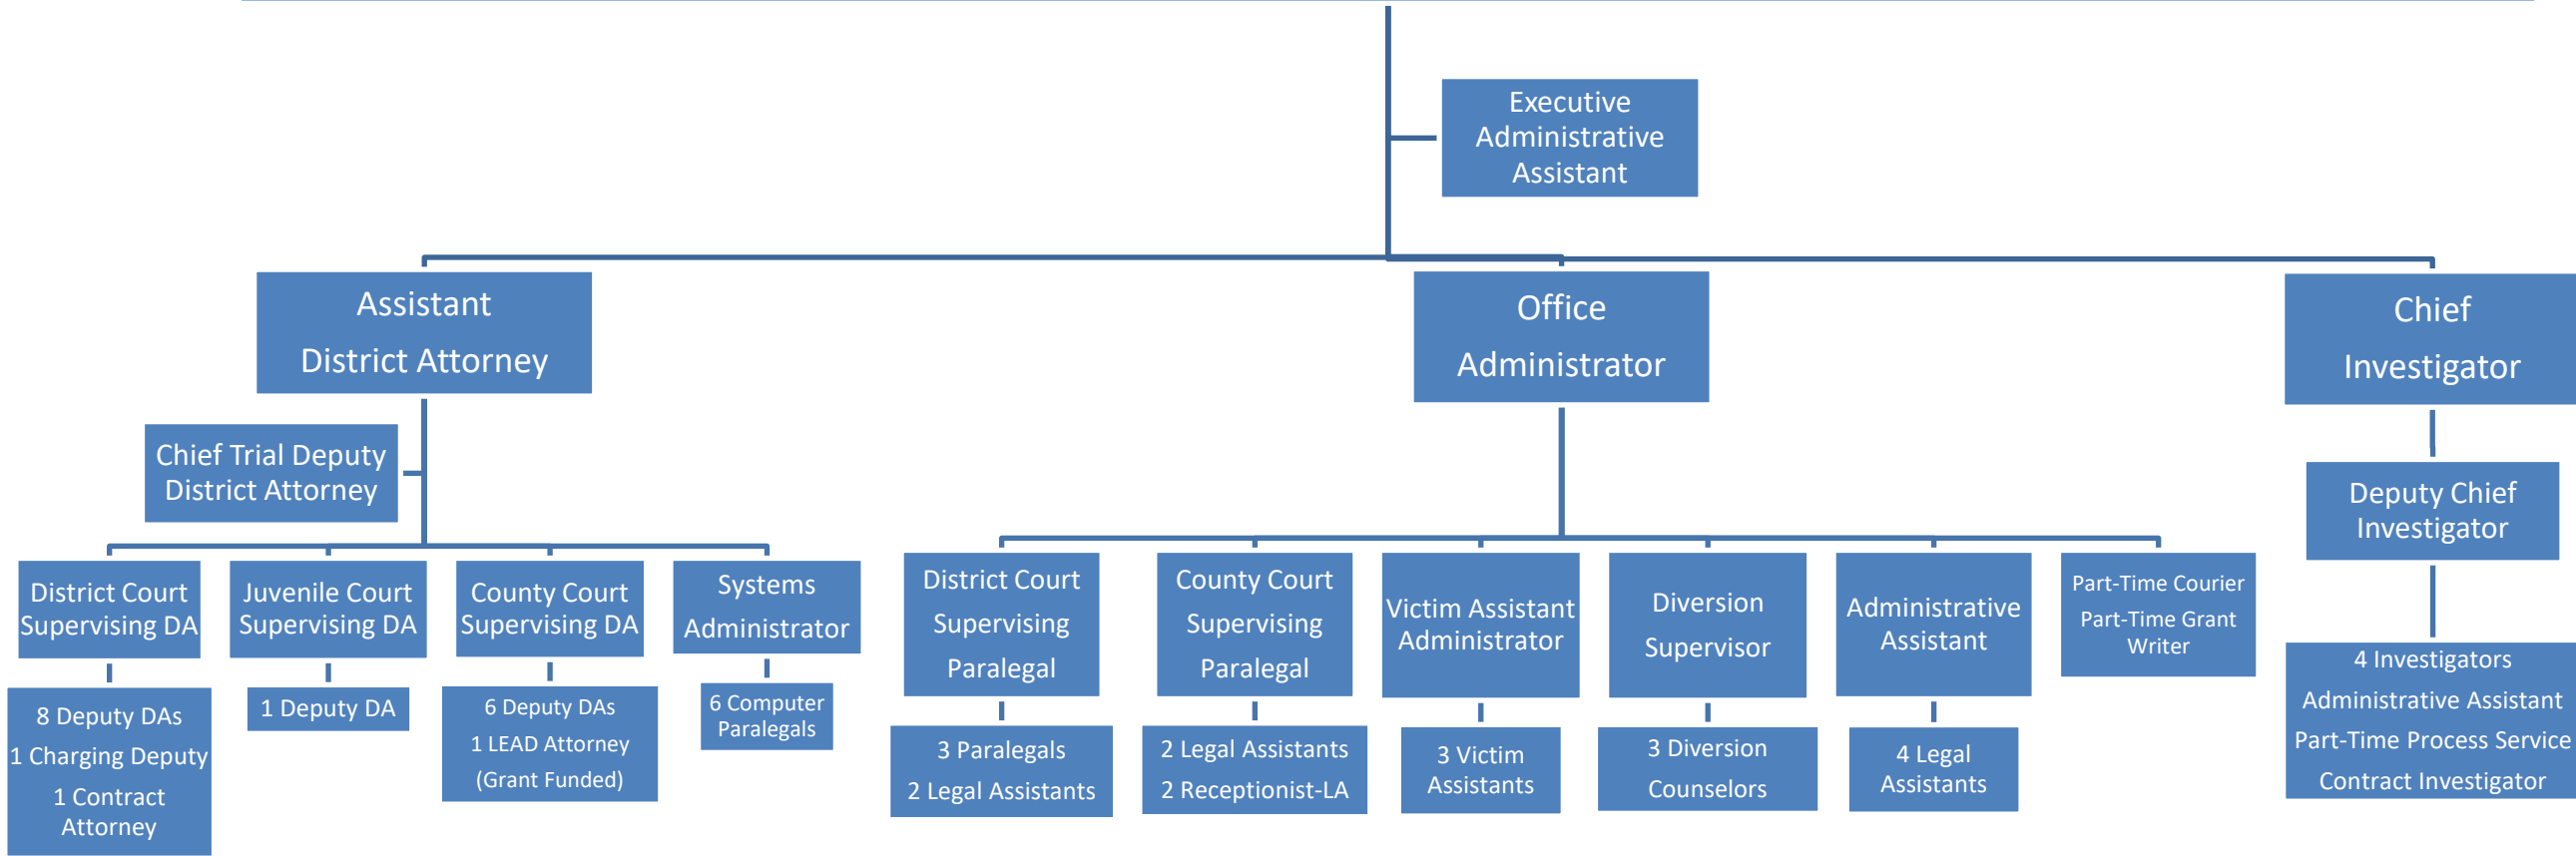 Executive
Administrative
Assistant
Assistant
District Attorney
Office
Administrator
Chief
Investigator
Chief Trial Deputy
District Attorney
Deputy Chief
Investigator
District Court
Supervising DA
Juvenile Court
Supervising DA
County Court
Supervising DA
Systems
Administrator
District Court
Supervising
Paralegal
County Court
Supervising
Paralegal
Victim Assistant
Administrator
Diversion
Supervisor
Administrative
Assistant
Part-Time Courier
Part-Time Grant
Writer
8 Deputy DAs
1 Charging Deputy
1 Contract
Attorney
1 Deputy DA
6 Deputy DAs
1 LEAD Attorney
(Grant Funded)
6 Computer
Paralegals
3 Paralegals
2 Legal Assistants
2 Legal Assistants
2 Receptionist-LA
3 Victim
Assistants
3 Diversion
Counselors
4 Legal
Assistants
4 Investigators
Administrative Assistant
Part-Time Process Service
Contract Investigator